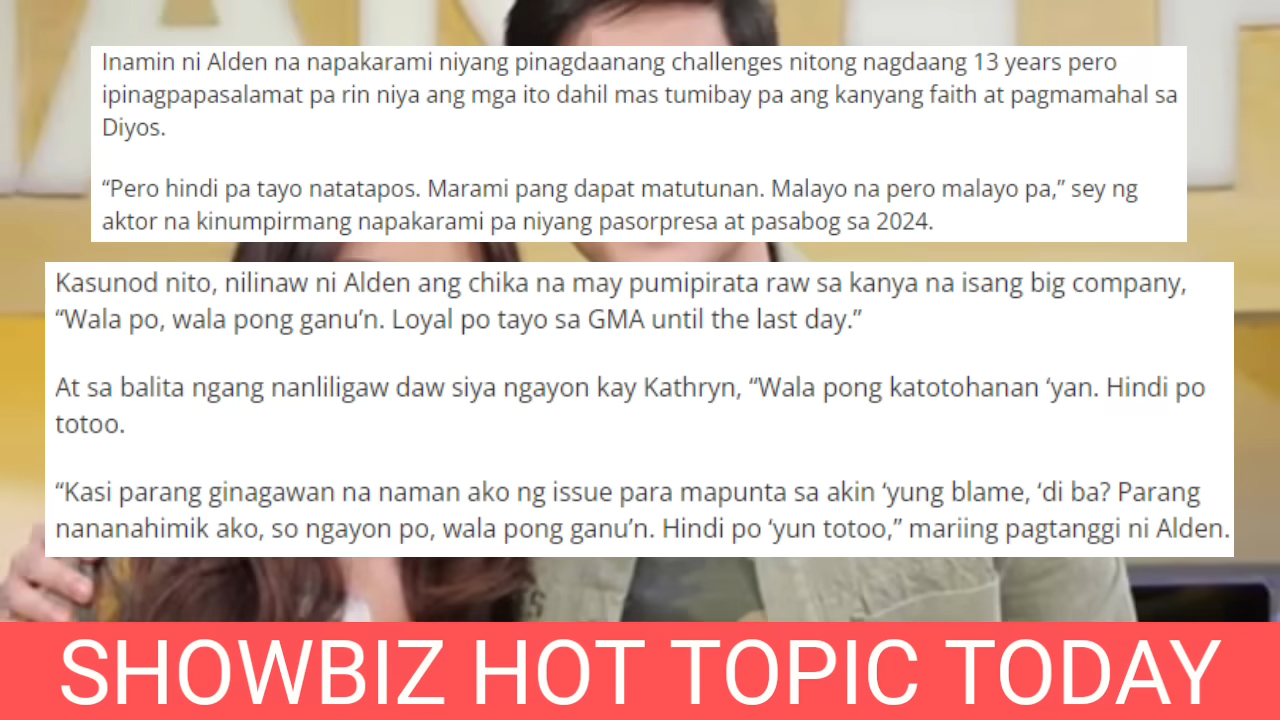 Inamin ni Alden na napakarami niyang pinagdaanang challenges nitong nagdaang 13 years pero
ipinagpapasalamat pa rin niya ang mga ito dahil mas tumibay pa ang kanyang faith at pagmamahal sa
Diyos.
“Pero hindi pa tayo natatapos. Marami pang dapat matutunan. Malayo na pero malayo pa,” sey ng
aktor na kinumpirmang napakarami pa niyang pasorpresa at pasabog sa 2024.
Kasunod nito, nilinaw ni Alden ang chika na may pumipirata raw sa kanya na isang big company,
“Wala po, wala pong ganu’n. Loyal po tayo sa GMA until the last day.”
At sa balita ngang nanliligaw daw siya ngayon kay Kathryn, “Wala pong katotohanan ‘yan. Hindi po
totoo.
“Kasi parang ginagawan na naman ako ng issue para mapunta sa akin ‘yung blame, ‘di ba? Parang
nananahimik ako, so ngayon po, wala pong ganu’n. Hindi po ‘yun totoo,” mariing pagtanggi ni Alden.
SHOWBIZ HOT TOPIC TODAY